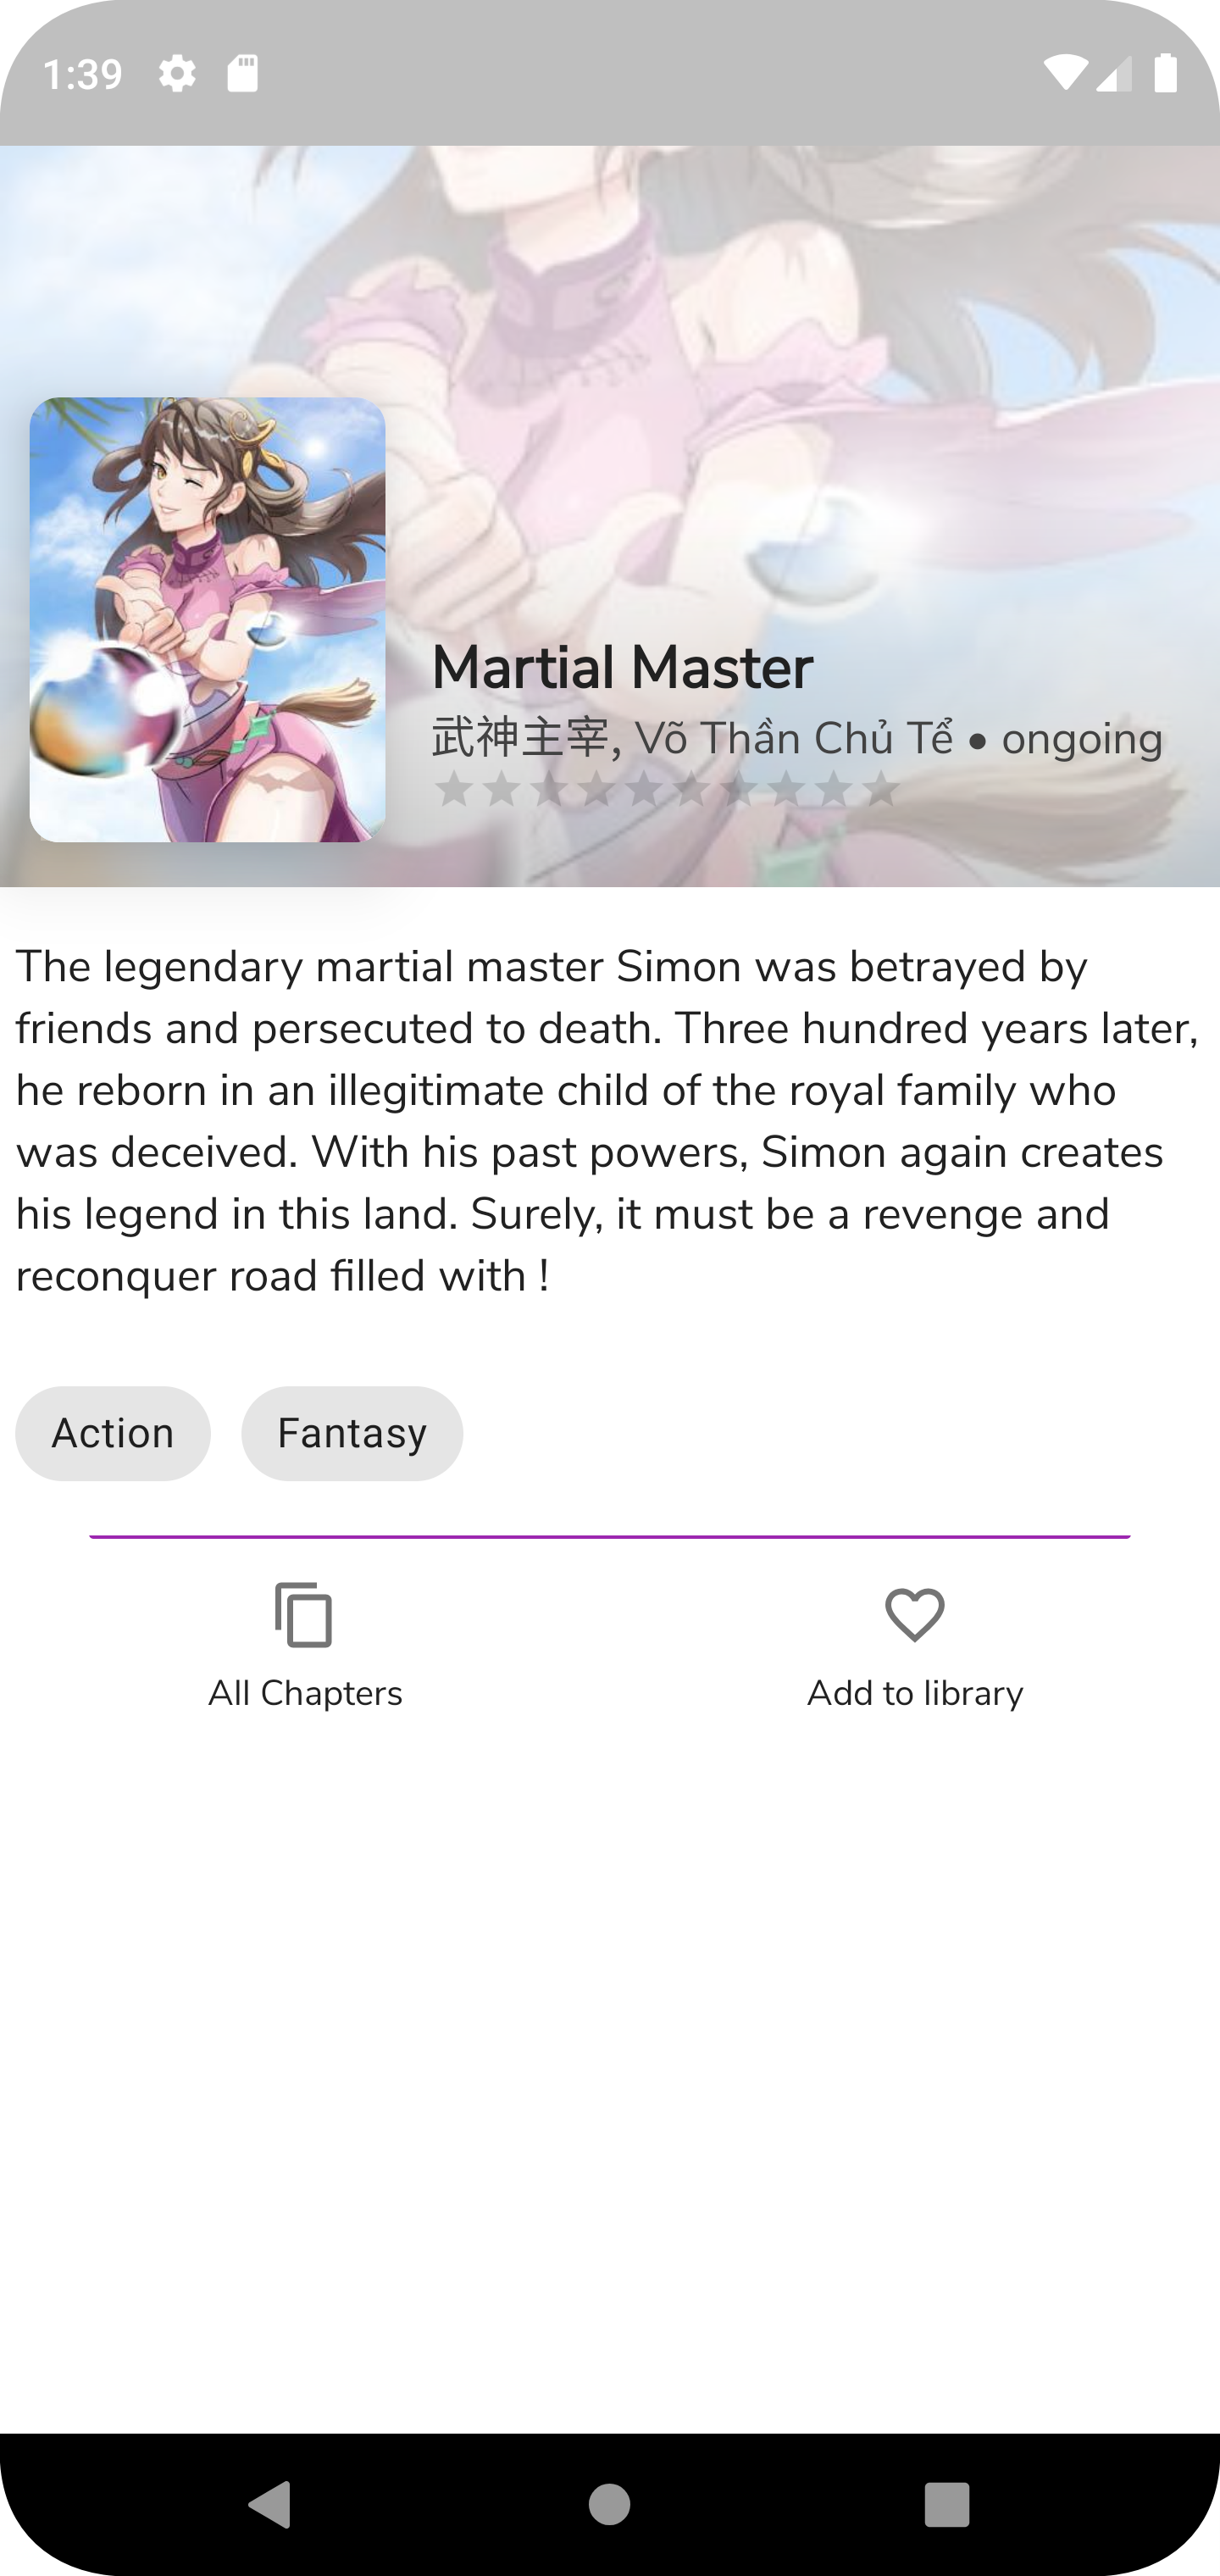 1:39
Martial Master
武神主宰, Võ Thần Chủ Tể • ongoing
The legendary martial master Simon was betrayed by
friends and persecuted to death. Three hundred years later,
he reborn in an illegitimate child of the royal family who
was deceived. With his past powers, Simon again creates
his legend in this land. Surely, it must be a revenge and
reconquer road filled with !
Action Fantasy
All Chapters Add to library